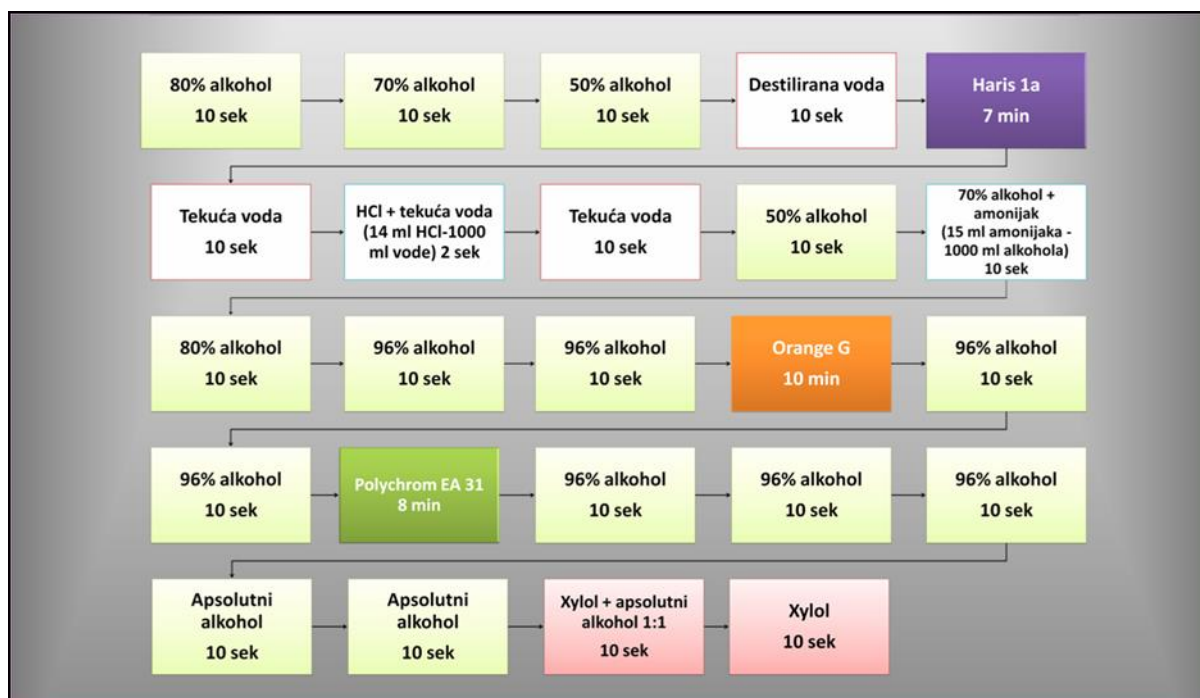 80% alkohol
10 sek
70% alkohol
10 sek
50% alkohol
10 sek
Destilirana voda
10 sek
Haris 1a
7 min
Tekuća voda
10 sek
HCl + tekuća voda
(14 ml HCl-1000
ml vode) 2 sek
Tekuća voda
10 sek
50% alkohol
10 sek
70% alkohol +
amonijak
(15 ml amonijaka -
1000 ml alkohola)
10 sek
80% alkohol
10 sek
96% alkohol
10 sek
96% alkohol
10 sek
Orange G
10 min
96% alkohol
10 sek
96% alkohol
10 sek
Polychrom EA 31
8 min
96% alkohol
10 sek
96% alkohol
10 sek
96% alkohol
10 sek
Apsolutni
alkohol
10 sek
Apsolutni
alkohol
10 sek
Xylol + apsolutni
alkohol 1:1
10 sek
Xylol
10 sek